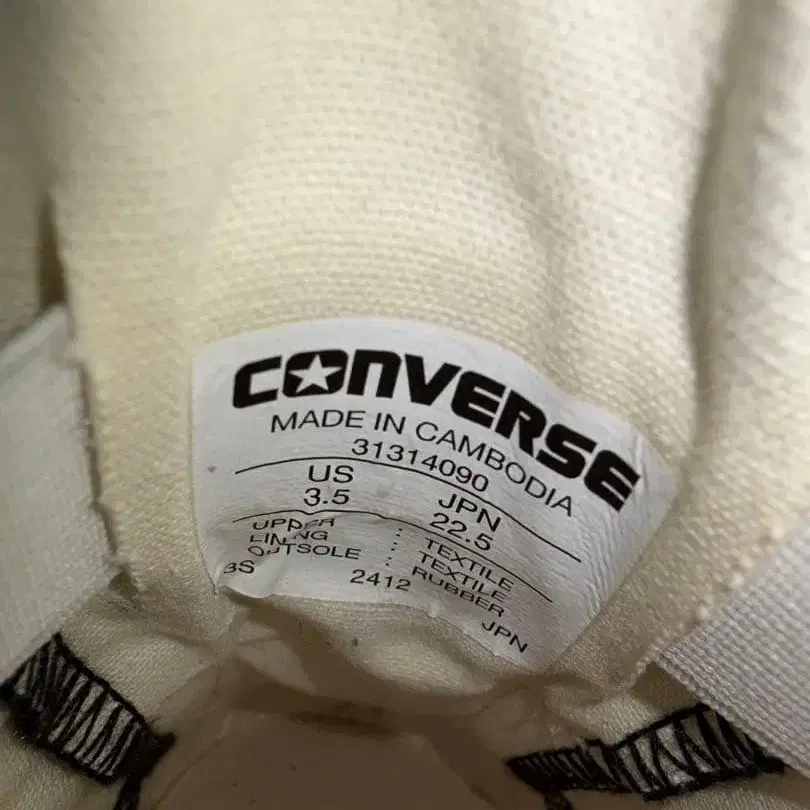 CONVERSE
MADE IN CAMBODIA
31314090
US JPN
3.5 22.5
UPPER : TEXTILE
LINING : TEXTILE
OUTSOLE : RUBBER
BS 2412 JPN